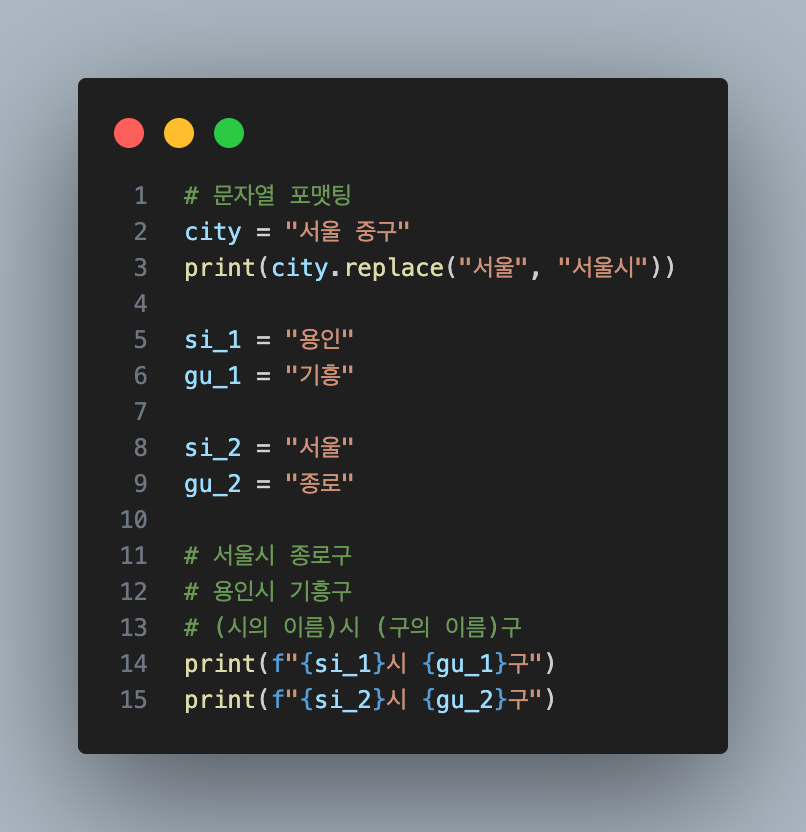 1 # 문자열 포맷팅
2 city = "서울 중구"
3 print(city.replace("서울", "서울시"))
4
5 si_1 = "용인"
6 gu_1 = "기흥"
7
8 si_2 = "서울"
9 gu_2 = "종로"
10
11 # 서울시 종로구
12 # 용인시 기흥구
13 # (시의 이름)시 (구의 이름)구
14 print(f"{si_1}시 {gu_1}구")
15 print(f"{si_2}시 {gu_2}구")